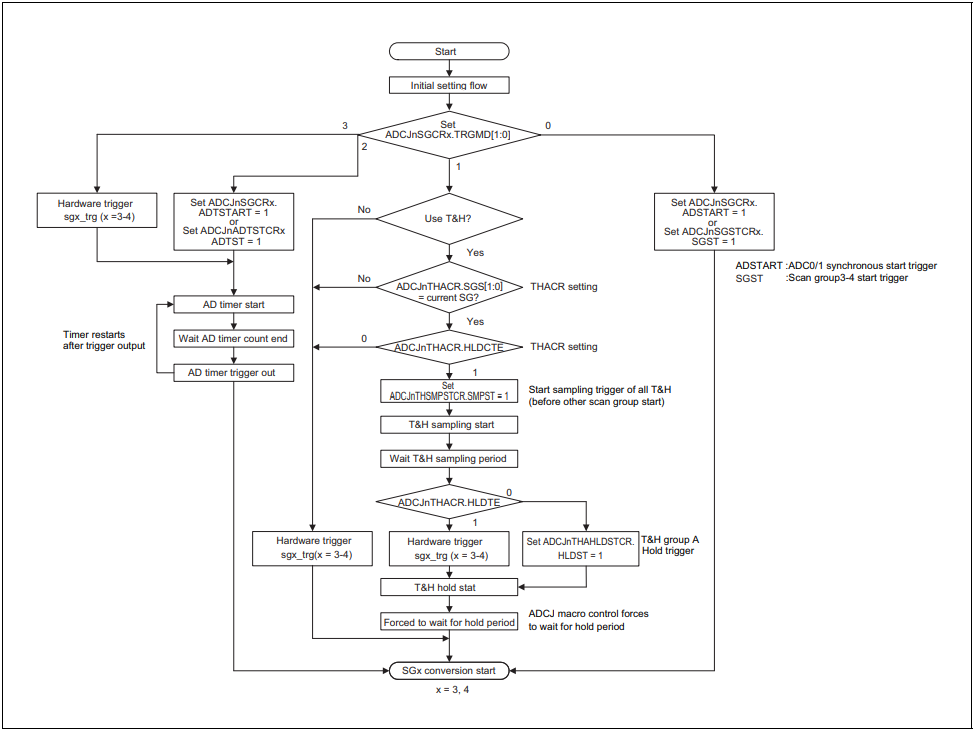 Start
Initial setting flow
Set
ADCJnSGCRx.TRGMD[1:0]
3
2
1
0
Hardware trigger
sgx_trg (x =3-4)
Set ADCJnSGCRx.
ADTSTART = 1
or
Set ADCJnADTSTCRx
ADTST = 1
Use T&H?
No
Yes
Set ADCJnSGCRx.
ADSTART = 1
or
Set ADCJnSGSTCRx.
SGST = 1
ADSTART :ADC0/1 synchronous start trigger
SGST :Scan group3-4 start trigger
ADCJnTHACR.SGS[1:0]
= current SG?
No
Yes
THACR setting
AD timer start
Wait AD timer count end
AD timer trigger out
Timer restarts
after trigger output
ADCJnTHACR.HLDCTE
0
1
THACR setting
Set
ADCJnTHSMPSTCR.SMPST = 1
Start sampling trigger of all T&H
(before other scan group start)
T&H sampling start
Wait T&H sampling period
ADCJnTHACR.HLDTE
0
1
Hardware trigger
sgx_trg(x = 3-4)
Hardware trigger
sgx_trg (x = 3-4)
Set ADCJnTHAHLDSTCR.
HLDST = 1
T&H group A
Hold trigger
T&H hold stat
Forced to wait for hold period
ADCJ macro control forces
to wait for hold period
SGx conversion start
x = 3, 4